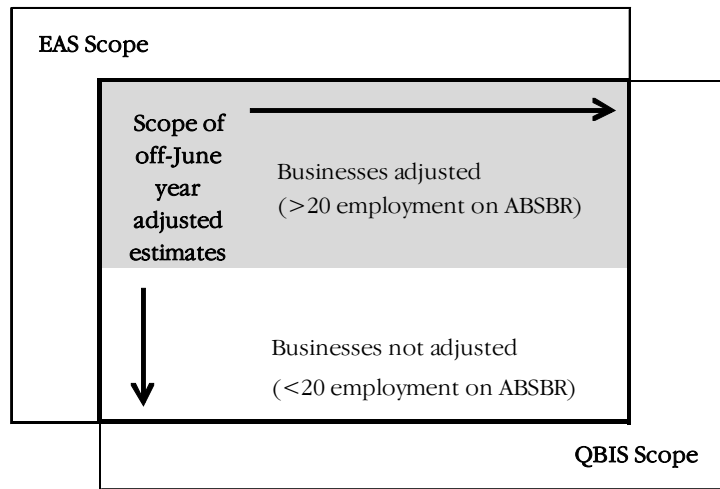 EAS Scope
Scope of
off-June
year
adjusted
estimates
Businesses adjusted
(>20 employment on ABSBR)
Businesses not adjusted
(<20 employment on ABSBR)
QBIS Scope